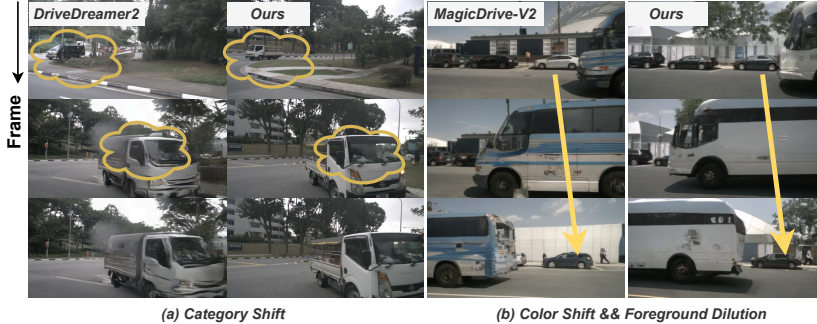 DriveDreamer2
Ours
MagicDrive-V2
Ours
Frame
(a) Category Shift
(b) Color Shift && Foreground Dilution